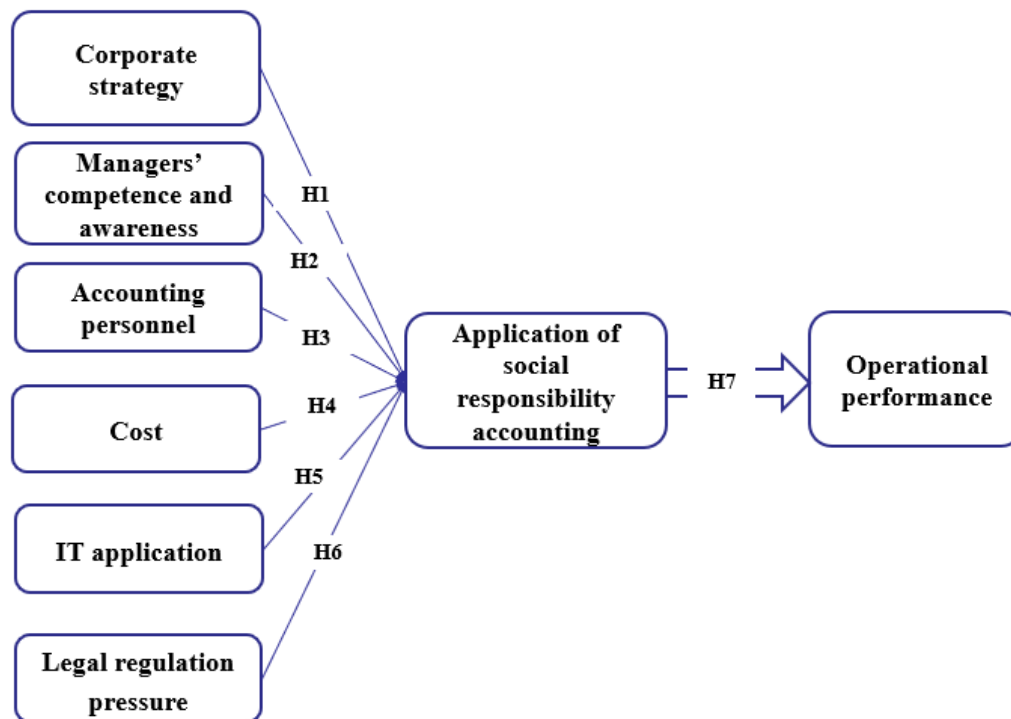 Corporate
strategy
Managers'
competence and
awareness
Accounting
personnel
Cost
IT application
Legal regulation
pressure
H1
H2
H3
H4
H5
H6
Application of
social
responsibility
accounting
H7
Operational
performance